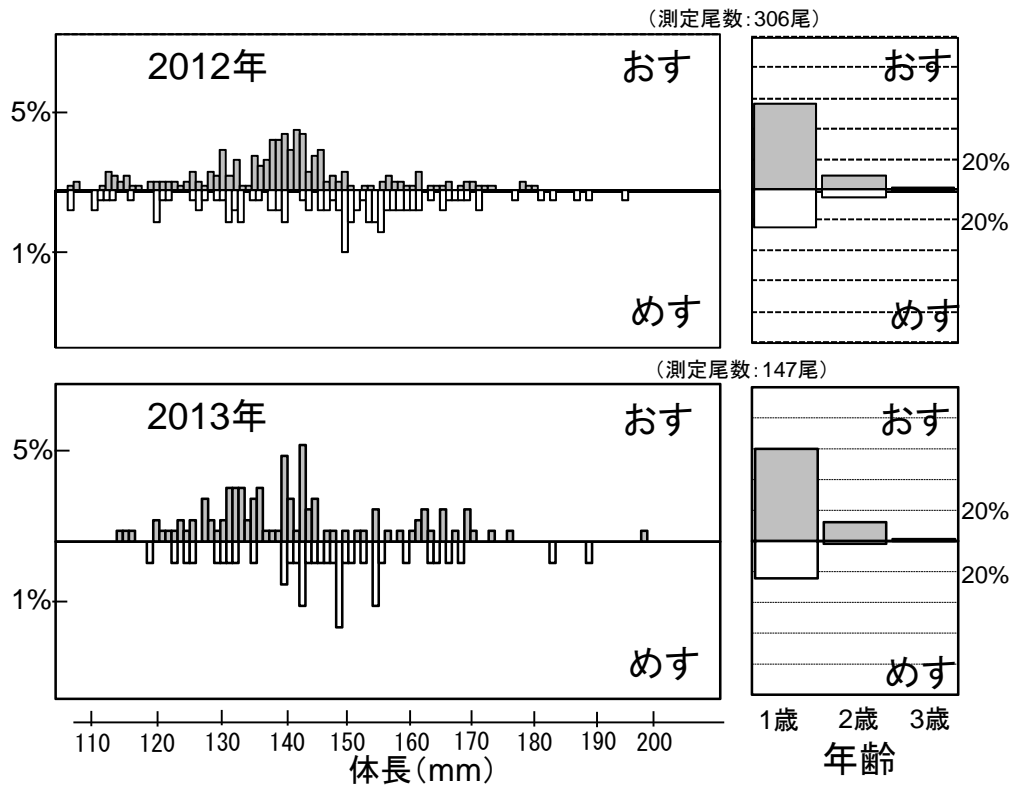 （測定尾数：306尾）
2012年
おす
5%
1%
めす
おす
20%
20%
めす
（測定尾数：147尾）
2013年
おす
5%
1%
めす
おす
20%
20%
めす
110 120 130 140 150 160 170 180 190 200
体長（mm）
1歳 2歳 3歳
年齢